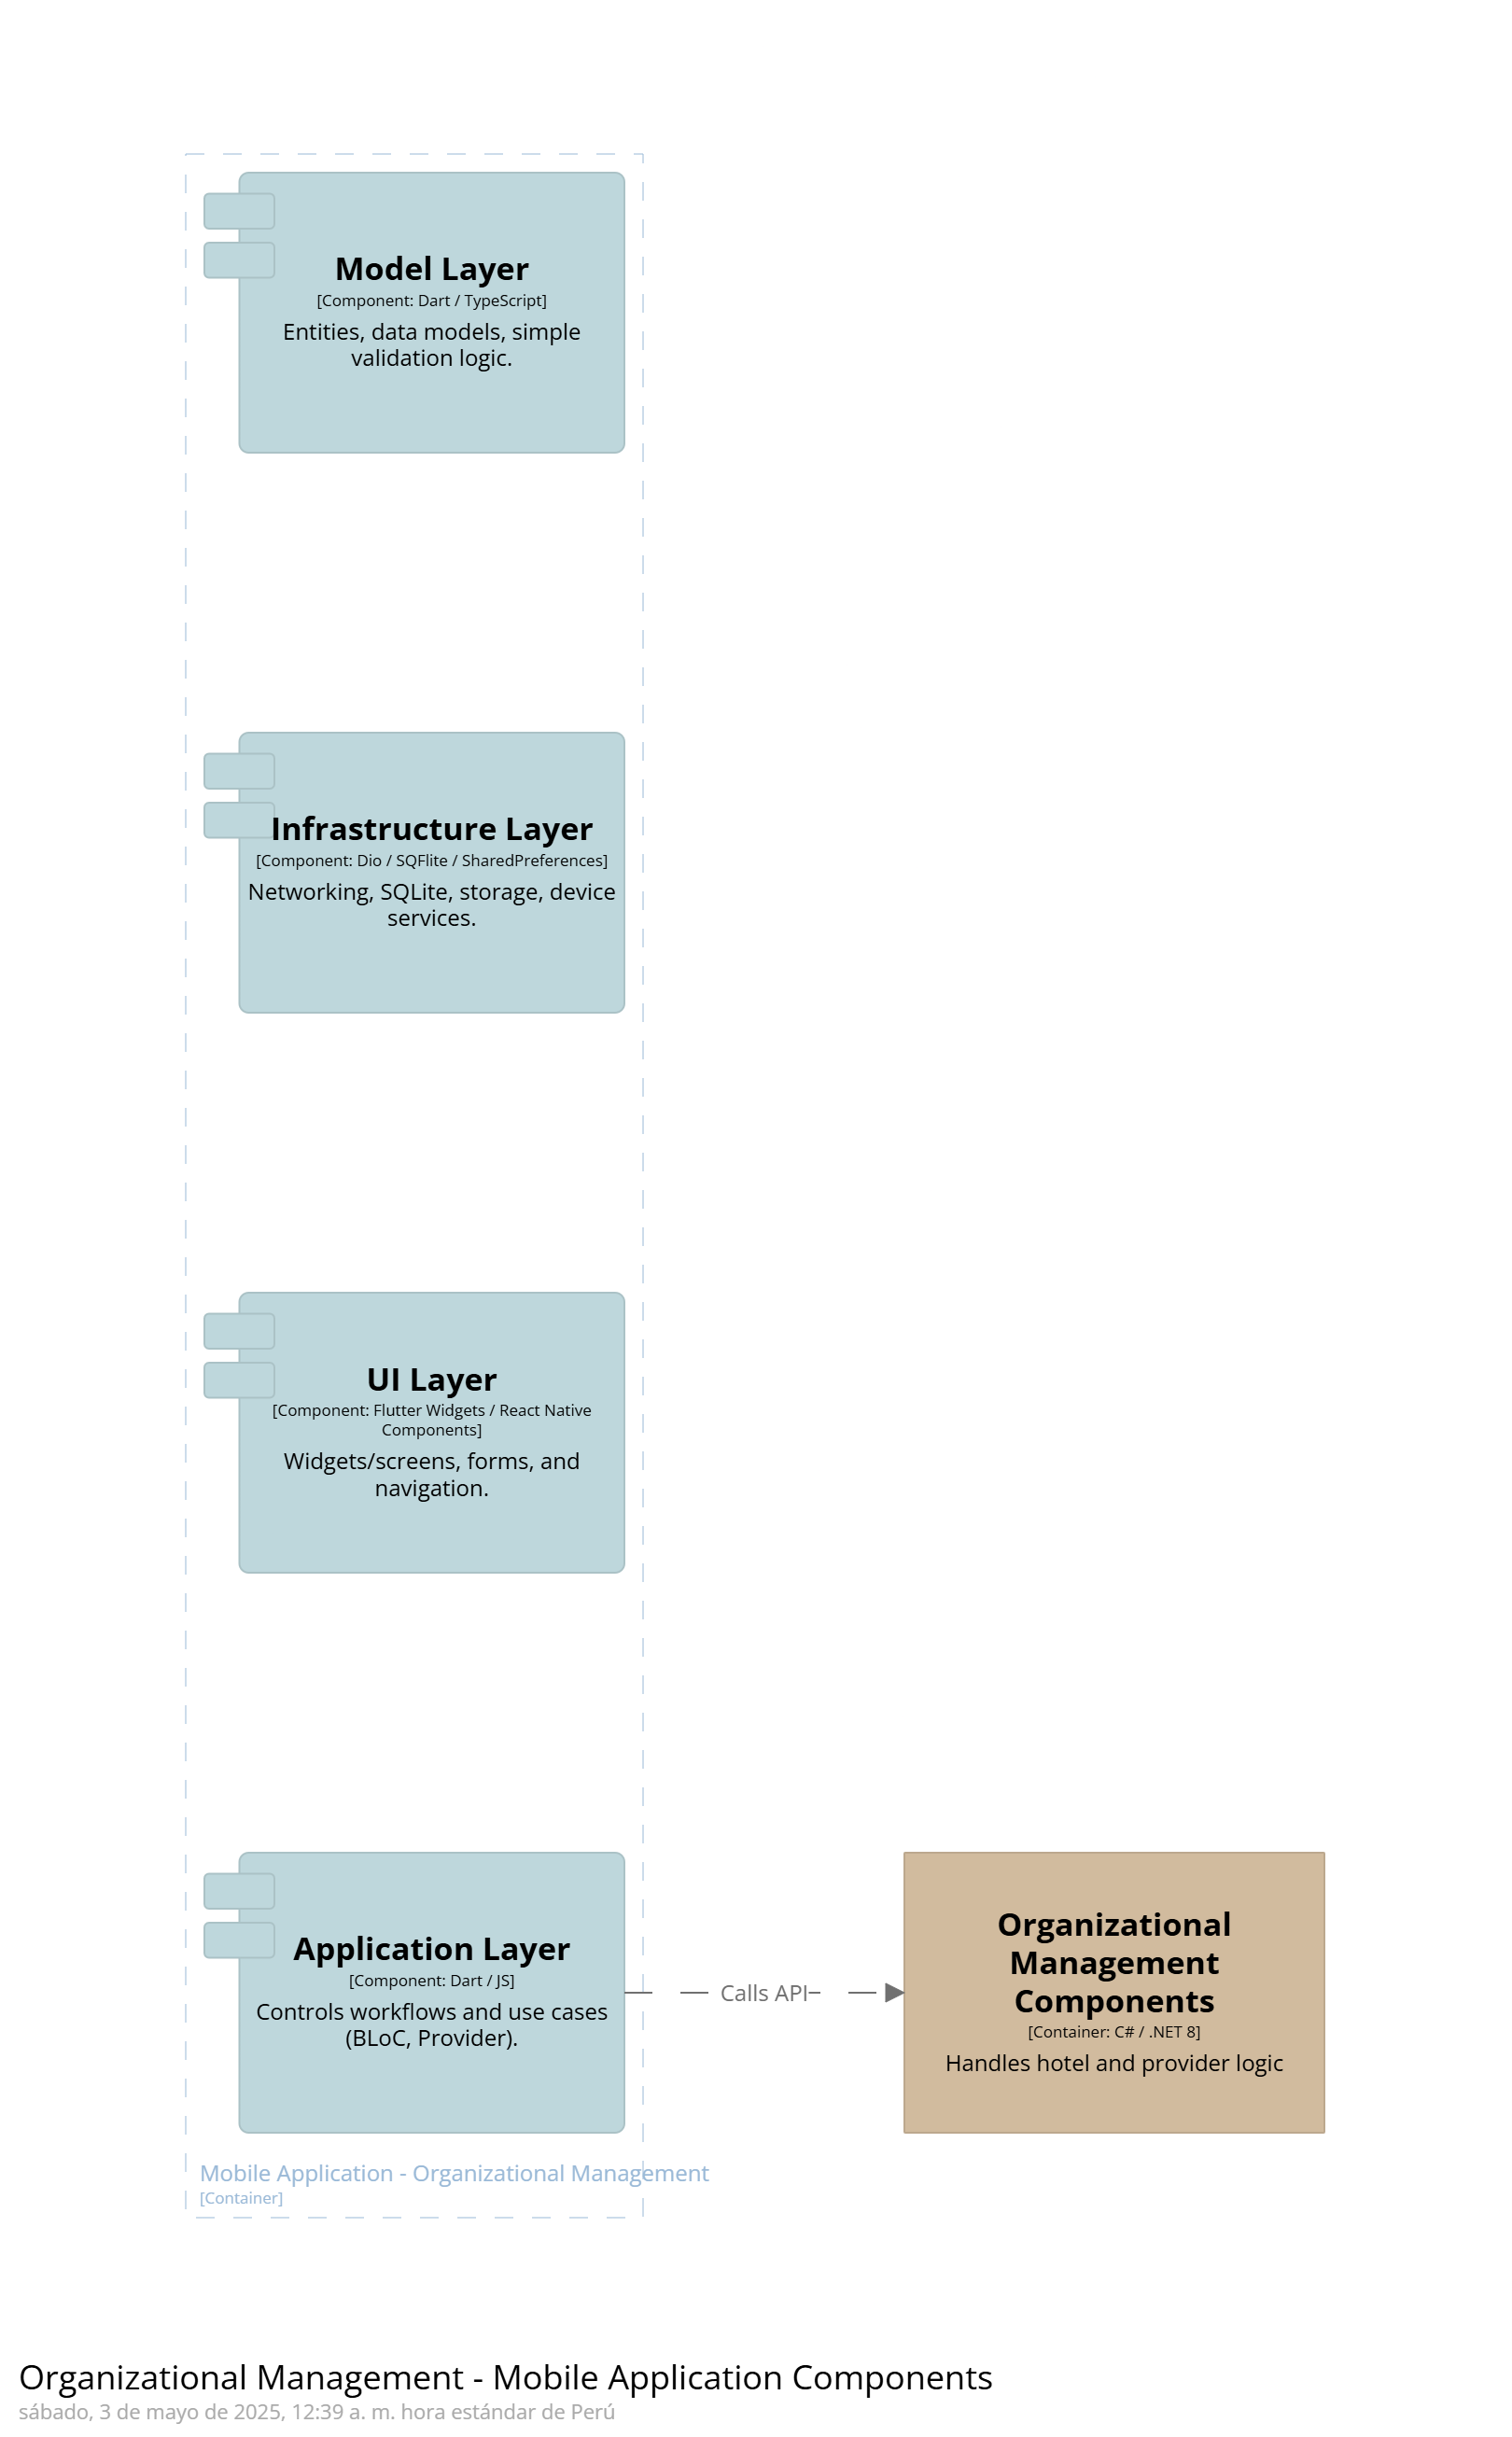 Model Layer
[Component: Dart / TypeScript]
Entities, data models, simple
validation logic.
Infrastructure Layer
[Component: Dio / SQFlite / SharedPreferences]
Networking, SQLite, storage, device
services.
UI Layer
[Component: Flutter Widgets / React Native
Components]
Widgets/screens, forms, and
navigation.
Application Layer
[Component: Dart / JS]
Controls workflows and use cases
(BLoC, Provider).
Calls API
Organizational
Management
Components
[Container: C# / .NET 8]
Handles hotel and provider logic
Mobile Application - Organizational Management
[Container]
Organizational Management - Mobile Application Components
sábado, 3 de mayo de 2025, 12:39 a. m. hora estándar de Perú